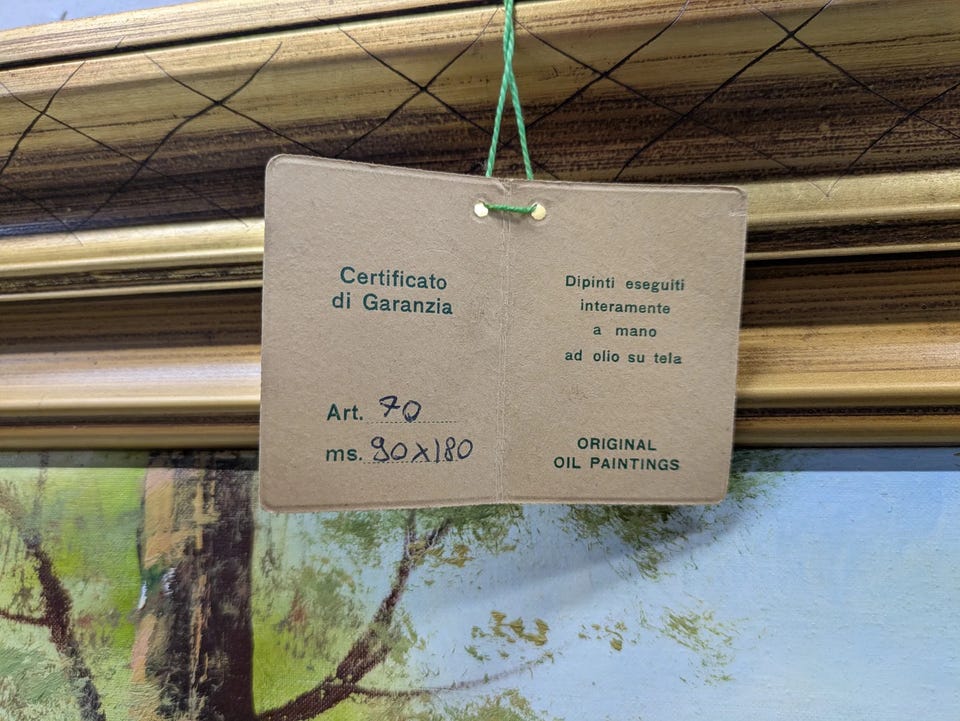 Certificato
di Garanzia
Art. 70
ms. 90x180
Dipinti eseguiti
interamente
a mano
ad olio su tela
ORIGINAL
OIL PAINTINGS